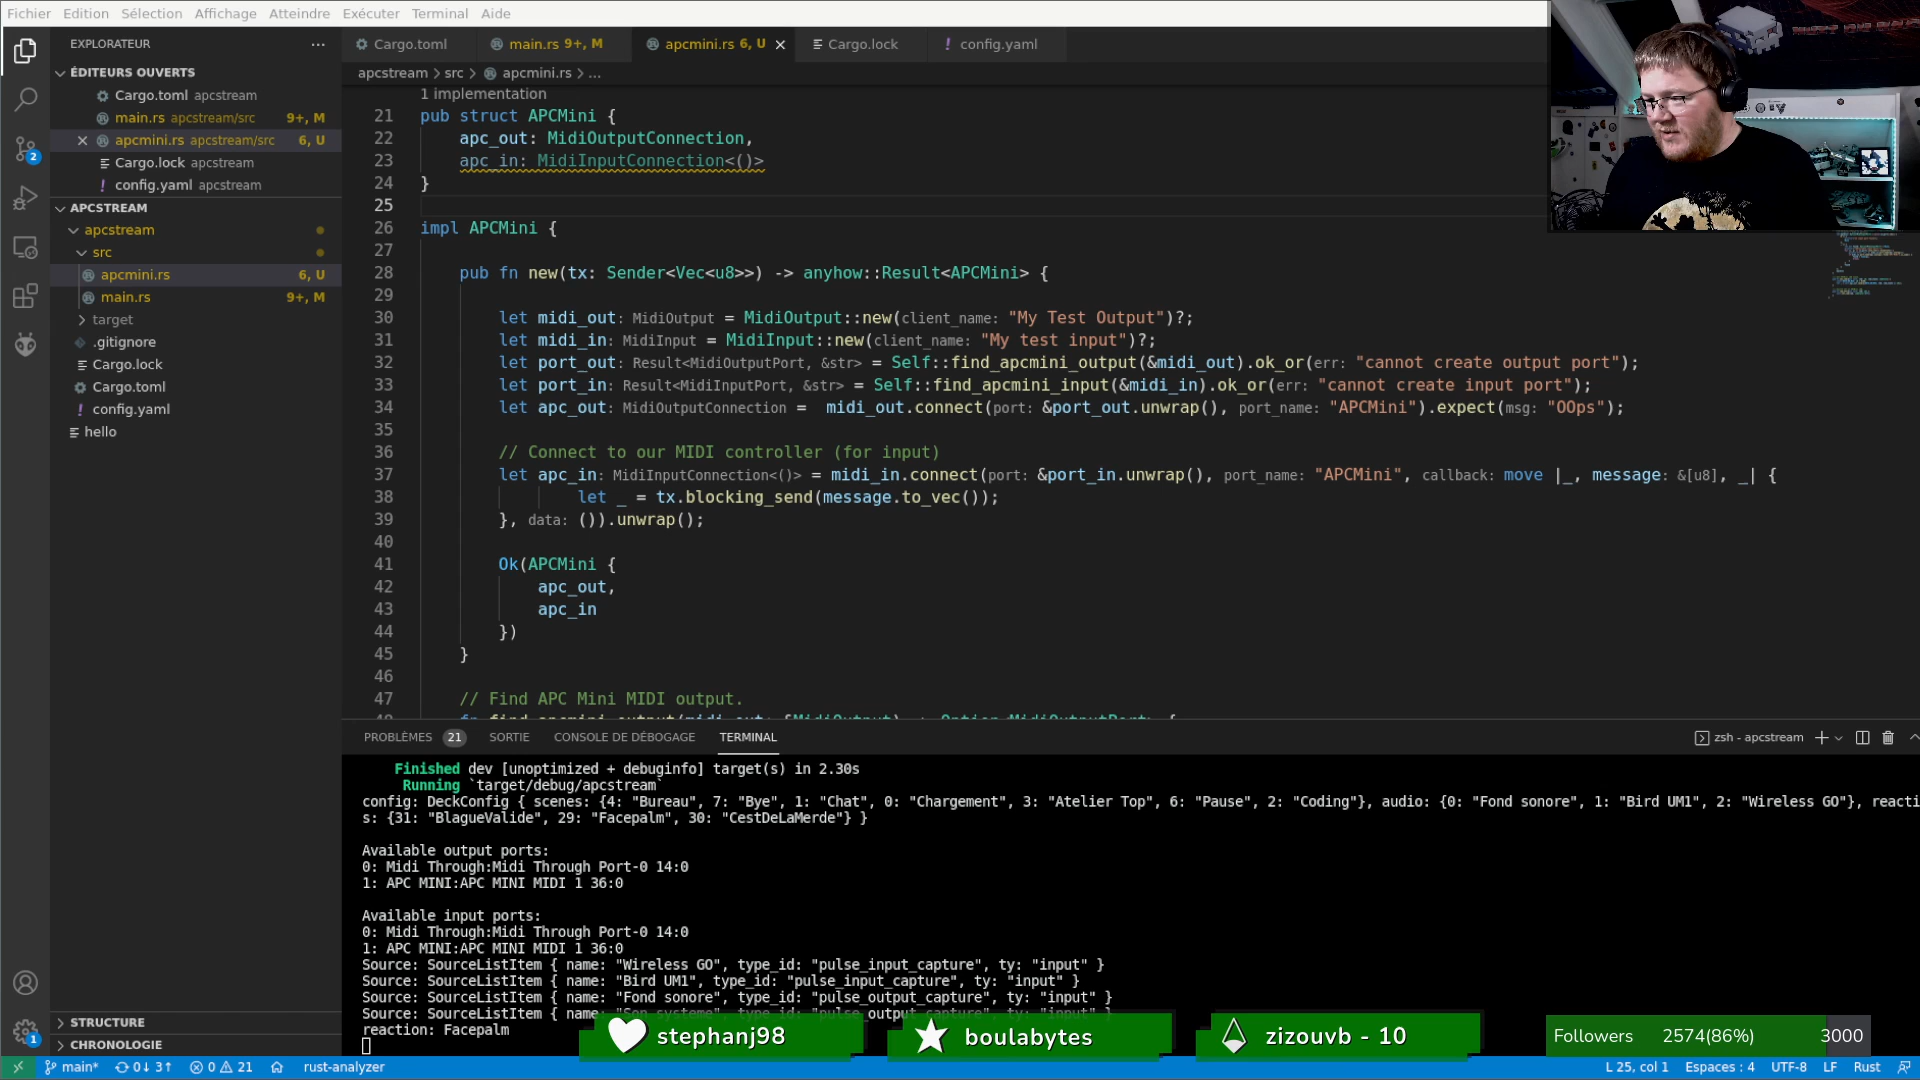 Fichier Edition Sélection Affichage Atteindre Exécuter Terminal Aide
EXPLORATEUR
ÉDITEURS OUVERTS
Cargo.toml apcstream
main.rs apcstream/src 9+, M
apcmini.rs apcstream/src 6, U
Cargo.lock apcstream
! config.yaml apcstream
APCSTREAM
apcstream
src
apcmini.rs 6, U
main.rs 9+, M
target
.gitignore
Cargo.lock
Cargo.toml
! config.yaml
hello
STRUCTURE
CHRONOLOGIE
2
1
Cargo.toml main.rs 9+, M apcmini.rs 6, U Cargo.lock ! config.yaml
apcstream > src > apcmini.rs > ...
1 implementation
21 pub struct APCMini {
22 apc_out: MidiOutputConnection,
23 apc_in: MidiInputConnection<()>
24 }
25
26 impl APCMini {
27
28 pub fn new(tx: Sender<Vec<u8>>) -> anyhow::Result<APCMini> {
29
30 let midi_out: MidiOutput = MidiOutput::new(client_name: "My Test Output")?;
31 let midi_in: MidiInput = MidiInput::new(client_name: "My test input")?;
32 let port_out: Result<MidiOutputPort, &str> = Self::find_apcmini_output(&midi_out).ok_or(err: "cannot create output port");
33 let port_in: Result<MidiInputPort, &str> = Self::find_apcmini_input(&midi_in).ok_or(err: "cannot create input port");
34 let apc_out: MidiOutputConnection = midi_out.connect(port: &port_out.unwrap(), port_name: "APCMini").expect(msg: "OOps");
35
36 // Connect to our MIDI controller (for input)
37 let apc_in: MidiInputConnection<()> = midi_in.connect(port: &port_in.unwrap(), port_name: "APCMini", callback: move |_, message: &[u8], _| {
38 let _ = tx.blocking_send(message.to_vec());
39 }, data: ()).unwrap();
40
41 Ok(APCMini {
42 apc_out,
43 apc_in
44 })
45 }
46
47 // Find APC Mini MIDI output.
PROBLÈMES 21 SORTIE CONSOLE DE DÉBOGAGE TERMINAL zsh - apcstream
Finished dev [unoptimized + debuginfo] target(s) in 2.30s
Running `target/debug/apcstream`
config: DeckConfig { scenes: {4: "Bureau", 7: "Bye", 1: "Chat", 0: "Chargement", 3: "Atelier Top", 6: "Pause", 2: "Coding"}, audio: {0: "Fond sonore", 1: "Bird UM1", 2: "Wireless GO"}, reacti
s: {31: "BlagueValide", 29: "Facepalm", 30: "CestDeLaMerde"} }
Available output ports:
0: Midi Through:Midi Through Port-0 14:0
1: APC MINI:APC MINI MIDI 1 36:0
Available input ports:
0: Midi Through:Midi Through Port-0 14:0
1: APC MINI:APC MINI MIDI 1 36:0
Source: SourceListItem { name: "Wireless GO", type_id: "pulse_input_capture", ty: "input" }
Source: SourceListItem { name: "Bird UM1", type_id: "pulse_input_capture", ty: "input" }
Source: SourceListItem { name: "Fond sonore", type_id: "pulse_output_capture", ty: "input" }
Source: SourceListItem { name: "Son systeme", type_id: "pulse_output_capture", ty: "input" }
reaction: Facepalm
stephanj98 boulabytes zizouvb - 10
Followers 2574(86%) 3000
main* 0↓ 3↑ 0 21 rust-analyzer L 25, col 1 Espaces : 4 UTF-8 LF Rust